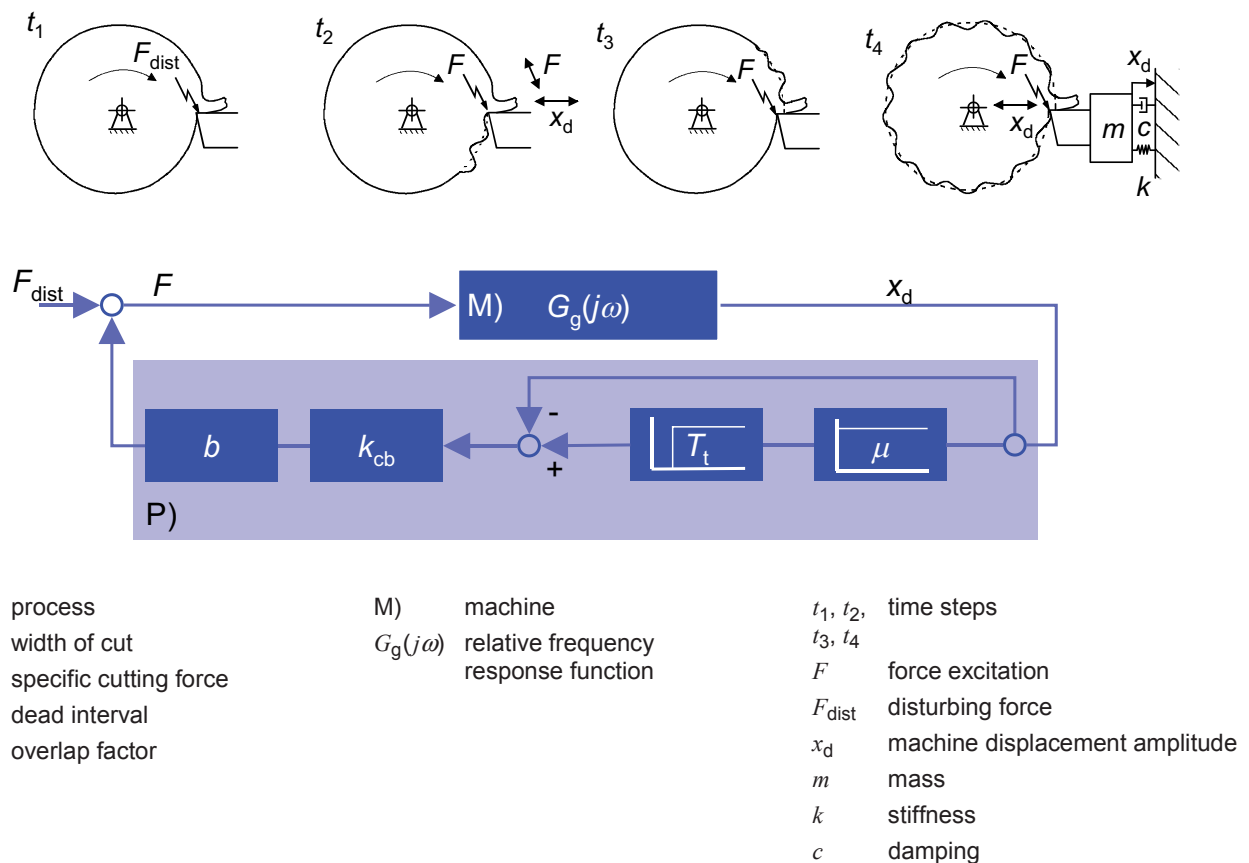 t1 t2 t3 t4
Fdist F F F F xd
xd xd m c k
Fdist F M) Gg(jω) xd
b kcb - + Tt μ
P)
process
width of cut
specific cutting force
dead interval
overlap factor
M) machine
Gg(jω) relative frequency
response function
t1, t2, time steps
t3, t4
F force excitation
Fdist disturbing force
xd machine displacement amplitude
m mass
k stiffness
c damping